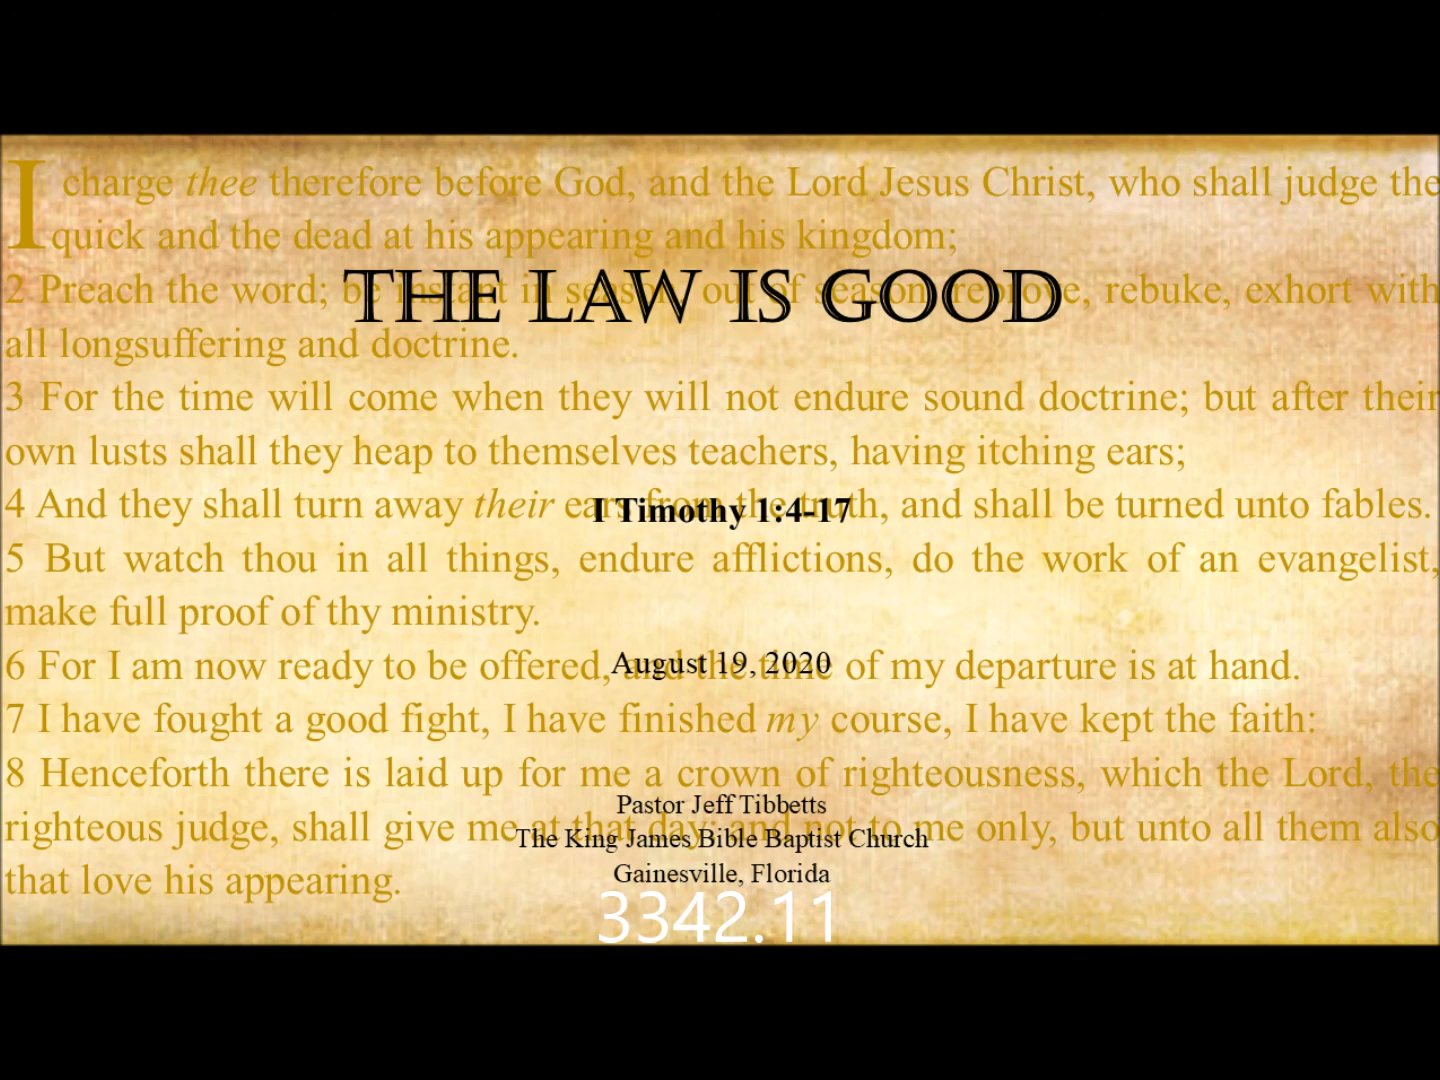 I charge thee therefore before God, and the Lord Jesus Christ, who shall judge the
quick and the dead at his appearing and his kingdom;
THE LAW IS GOOD
2 Preach the word; be instant in season, out of season; reprove, rebuke, exhort with
all longsuffering and doctrine.
3 For the time will come when they will not endure sound doctrine; but after their
own lusts shall they heap to themselves teachers, having itching ears;
4 And they shall turn away their ears from the truth, and shall be turned unto fables.
I Timothy 1:4-17
5 But watch thou in all things, endure afflictions, do the work of an evangelist,
make full proof of thy ministry.
6 For I am now ready to be offered, and the time of my departure is at hand.
August 19, 2020
7 I have fought a good fight, I have finished my course, I have kept the faith:
8 Henceforth there is laid up for me a crown of righteousness, which the Lord, the
righteous judge, shall give me at that day: and not to me only, but unto all them also
that love his appearing.
Pastor Jeff Tibbetts
The King James Bible Baptist Church
Gainesville, Florida
3342.11